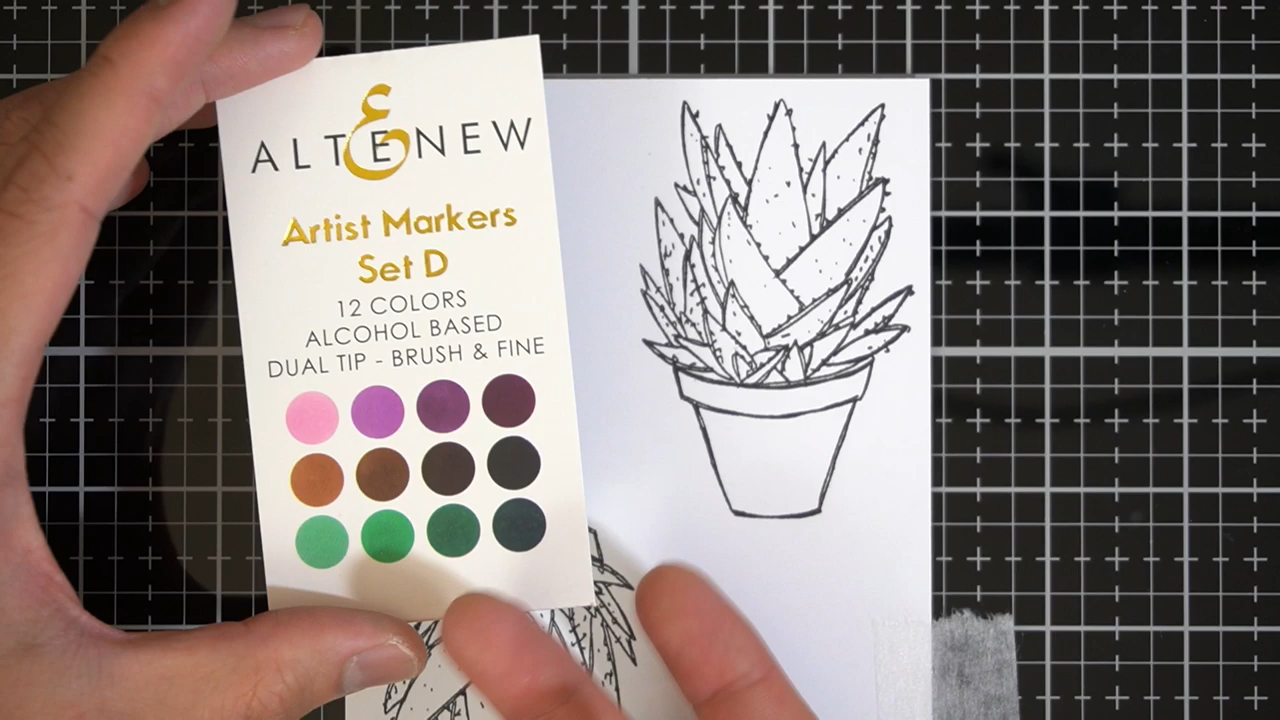 ALTENEW
Artist Markers
Set D
12 COLORS
ALCOHOL BASED
DUAL TIP - BRUSH & FINE